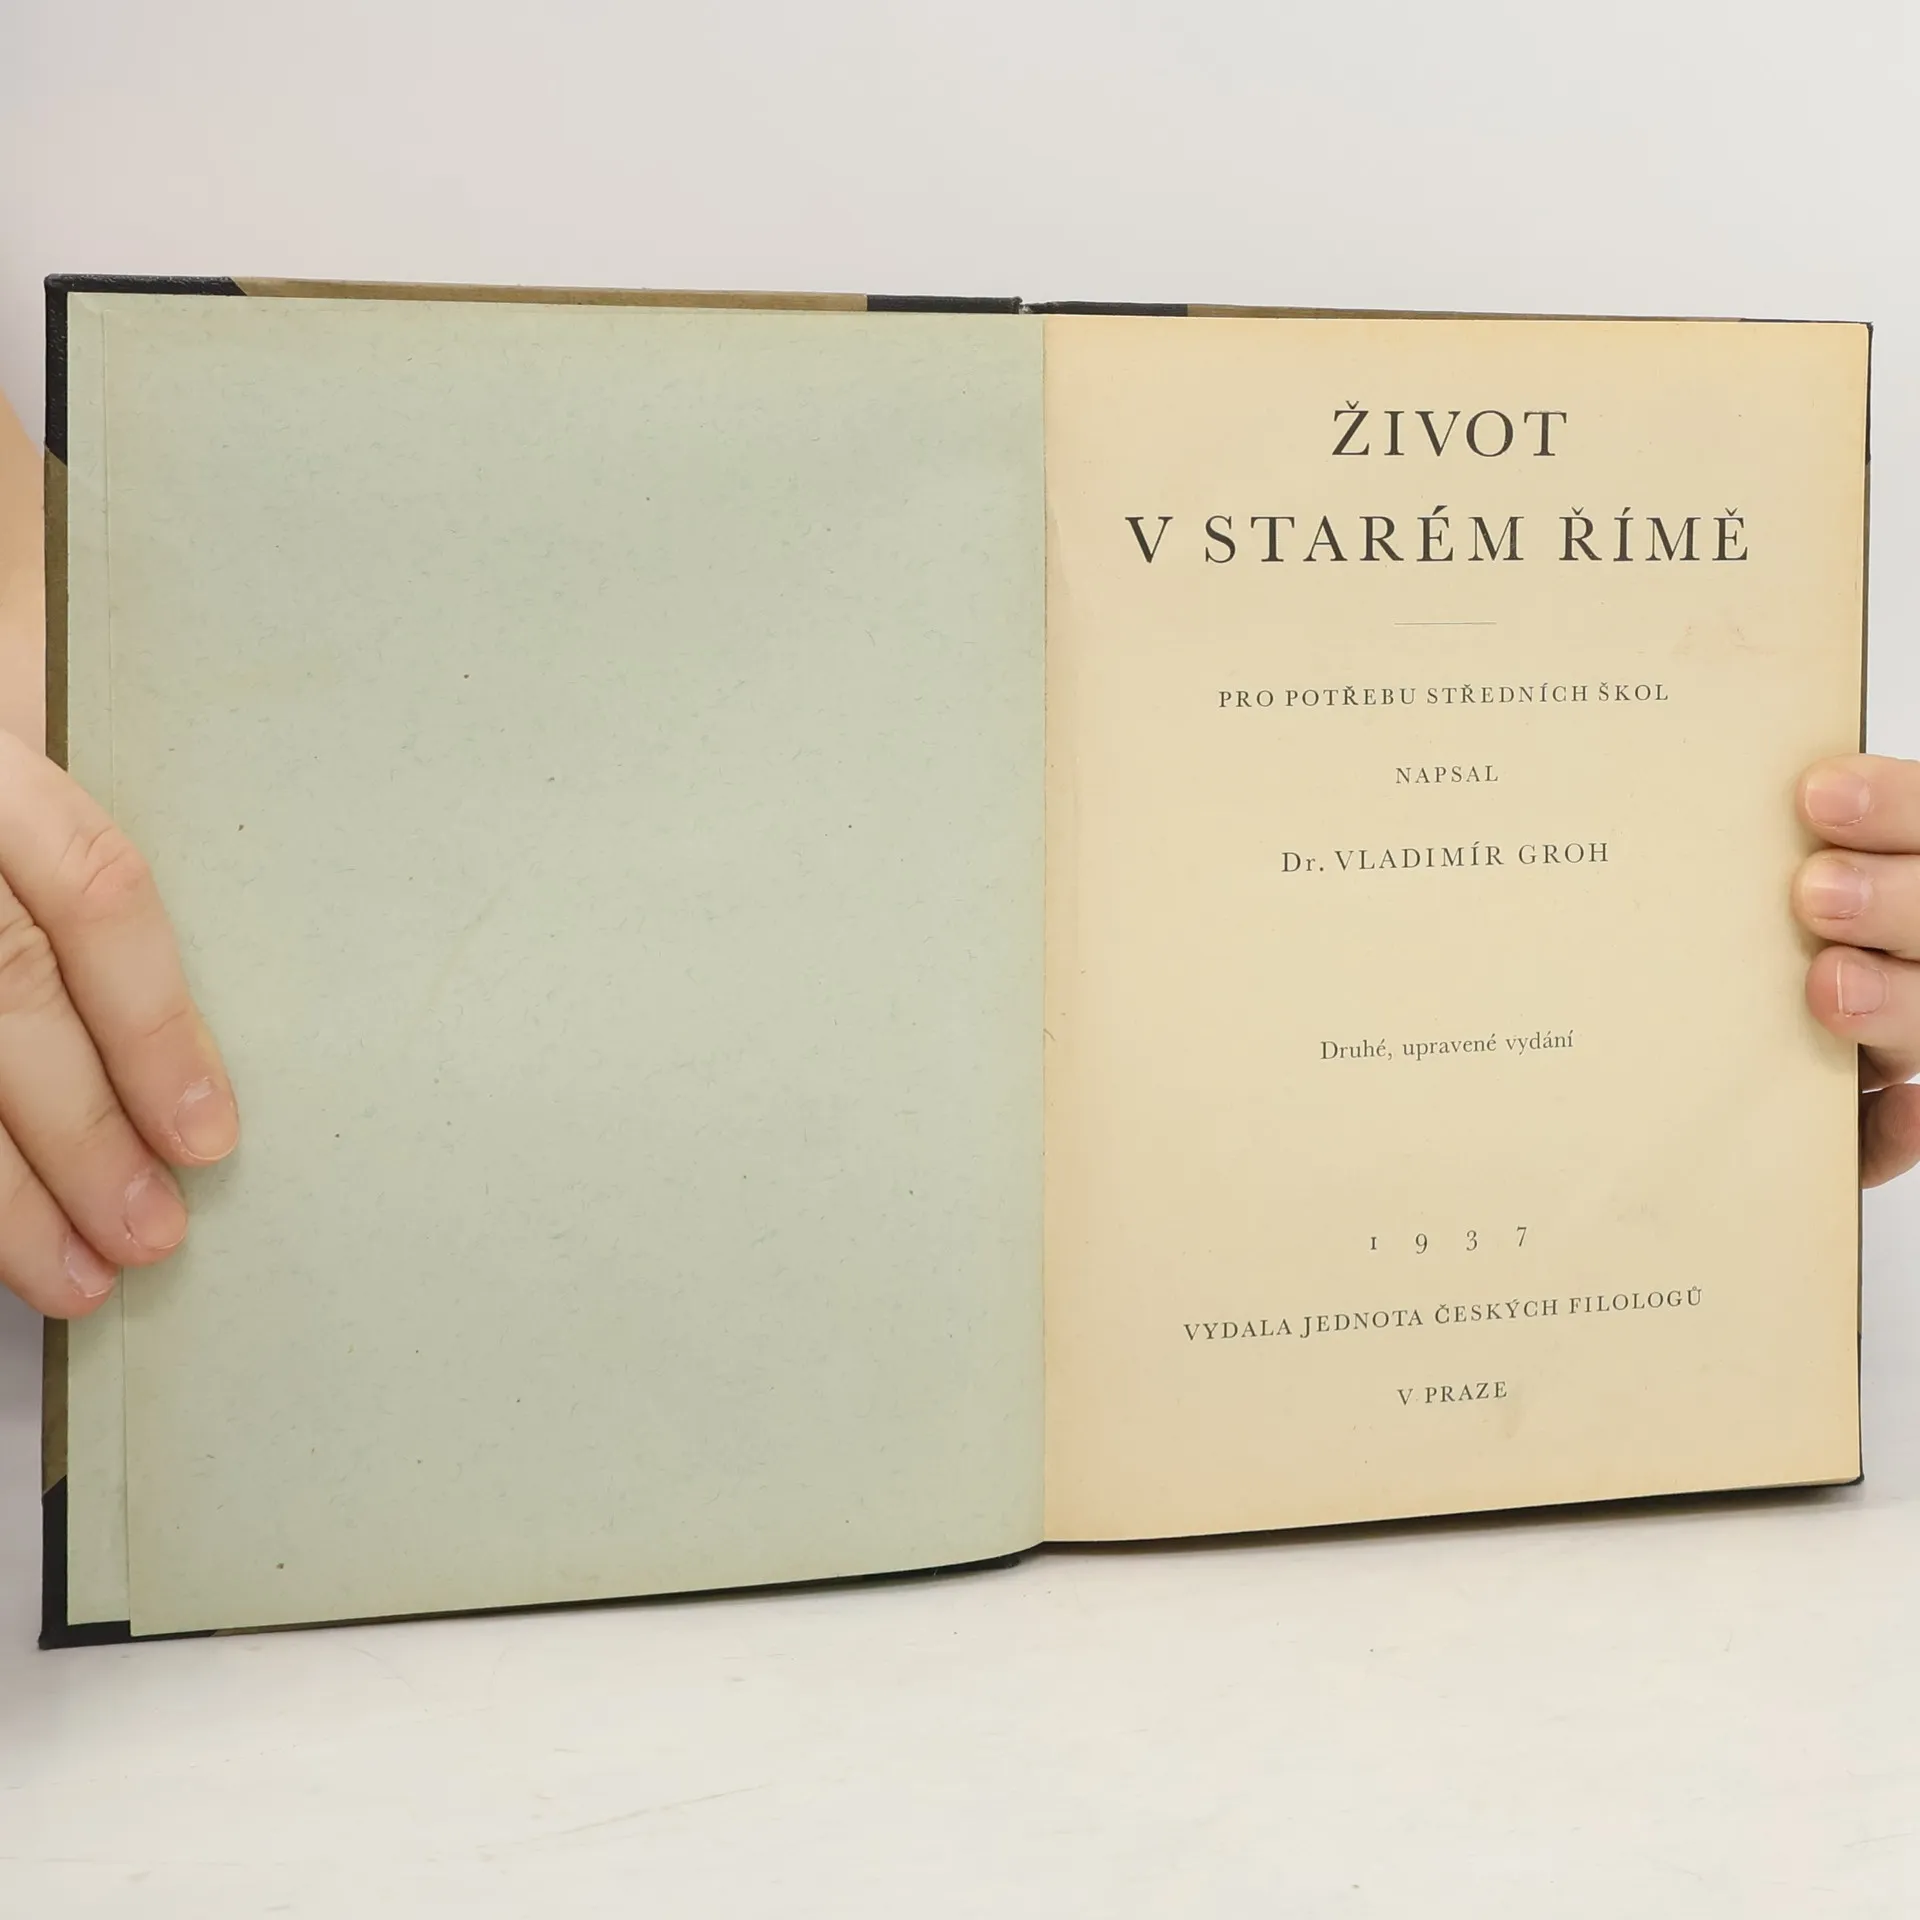 ŽIVOT
V STARÉM ŘÍMĚ
PRO POTŘEBU STŘEDNÍCH ŠKOL
NAPSAL
Dr. VLADIMÍR GROH
Druhé, upravené vydání
1937
VYDALA JEDNOTA ČESKÝCH FILOLOGŮ
V PRAZE